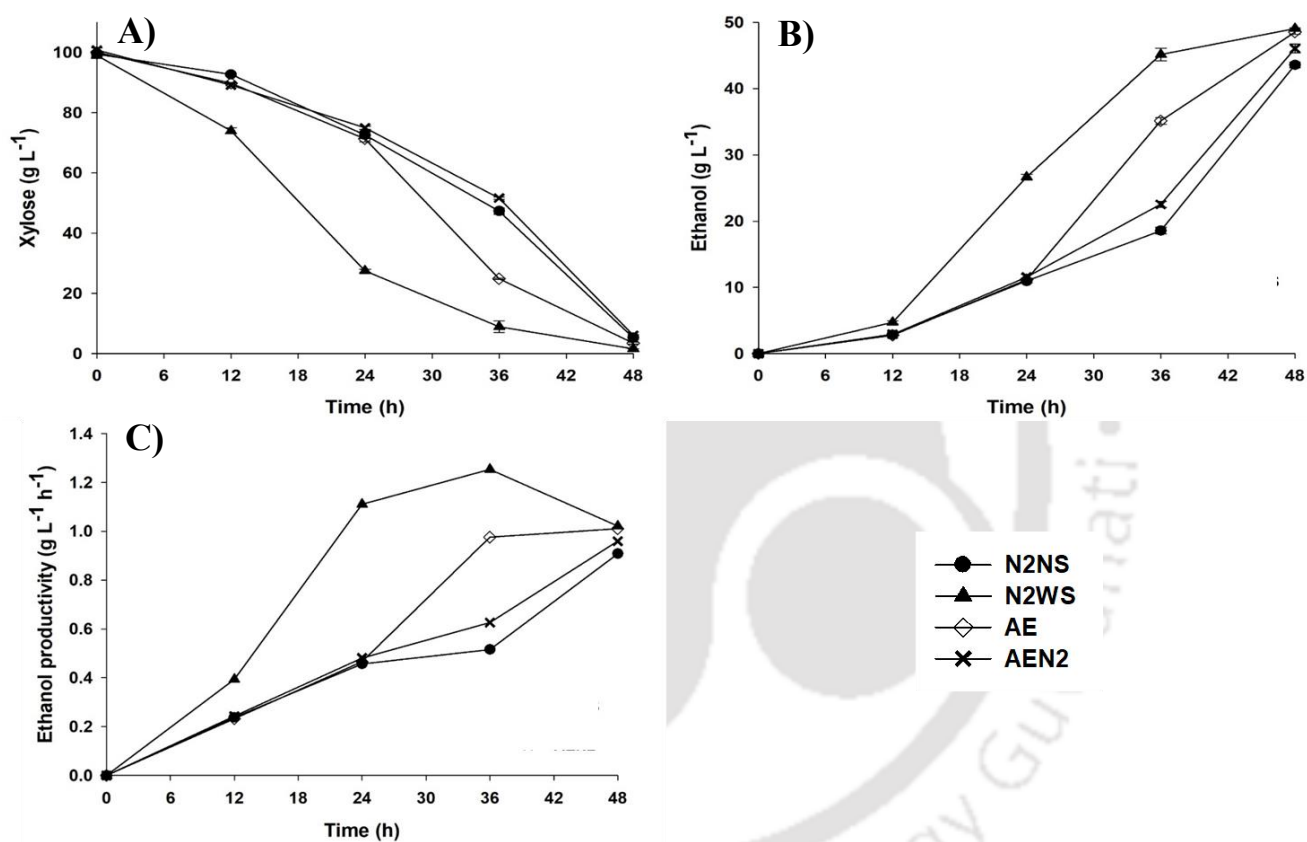 A)
Xylose (g L⁻¹)
100
80
60
40
20
0
0 6 12 18 24 30 36 42 48
Time (h)
B)
Ethanol (g L⁻¹)
50
40
30
20
10
0
0 6 12 18 24 30 36 42 48
Time (h)
C)
Ethanol productivity (g L⁻¹ h⁻¹)
1.4
1.2
1.0
0.8
0.6
0.4
0.2
0.0
0 6 12 18 24 30 36 42 48
Time (h)
N2NS
N2WS
AE
AEN2